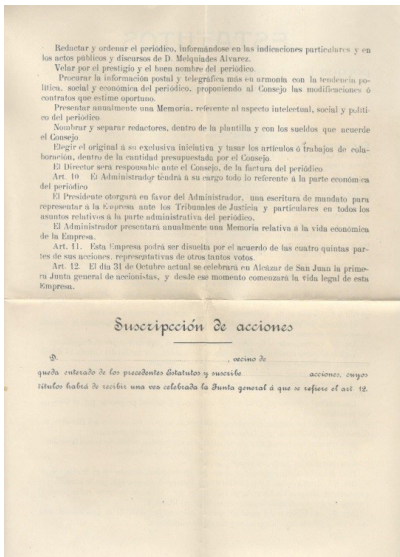 Reductar y ordenar el periódico, informándose en las indicaciones particulares y en
los actos públicos y discursos de D. Melquiades Alvarez.
Velar por el prestigio y el buen nombre del periódico.
Procurar la información postal y telegráfica más en armonía con la tendencia po-
lítica, social y económica del periódico, proponiendo al Consejo las modificaciones ó
contratos que estime oportuno.
Presentar anualmente una Memoria, referente al aspecto intelectual, social y políti-
co del periódico.
Nombrar y separar redactores, dentro de la plantilla y con los sueldos que acuerde
el Consejo
Elegir el original a su exclusiva iniciativa y tasar los artículos ó trabajos de cola-
boración, dentro de la cantidad presupuestada por el Consejo.
El Director será responsable ante el Consejo, de la factura del periódico.
Art. 10 El Administrador tendrá a su cargo todo lo referente á la parte económica
del periódico
El Presidente otorgará en favor del Administrador, una escritura de mandato para
representar á la Empresa ante los Tribunales de Justicia y particulares en todos los
asuntos relativos á la parte administrativa del periódico.
El Administrador presentará anualmente una Memoria relativa á la vida económica
de la Empresa.
Art. 11. Esta Empresa podrá ser disuelta por el acuerdo de las cuatro quintas par-
tes de sus acciones, representativas de otros tantos votos.
Art. 12. El dia 31 de Octubre actual se celebrará en Alcázar de San Juan la prime-
ra Junta general de accionistas, y desde ese momento comenzará la vida legal de esta
Empresa.
Suscripcción de acciones
D. , vecino de
queda enterado de los precedentes Estatutos y suscribe acciones, cuyos
títulos habrá de recibir una vez celebrada la Junta general á que se refiere el art 12.